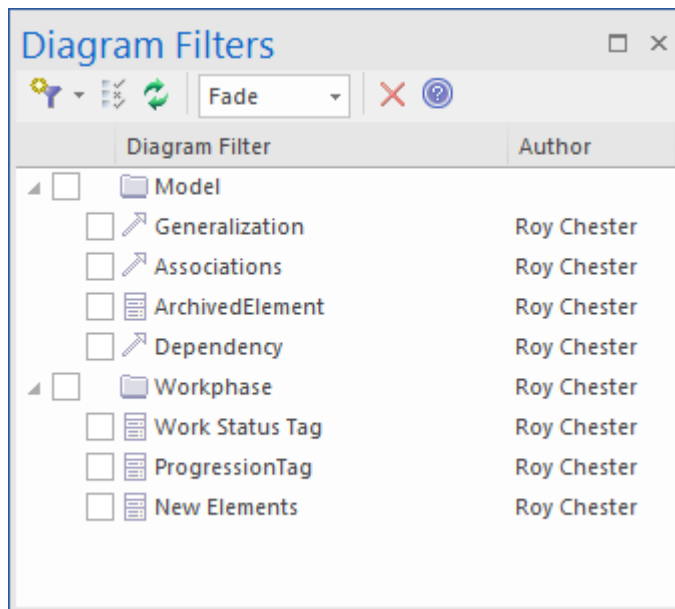 Diagram Filters
Fade
Diagram Filter Author
Model
Generalization Roy Chester
Associations Roy Chester
ArchivedElement Roy Chester
Dependency Roy Chester
Workphase Roy Chester
Work Status Tag Roy Chester
ProgressionTag Roy Chester
New Elements Roy Chester